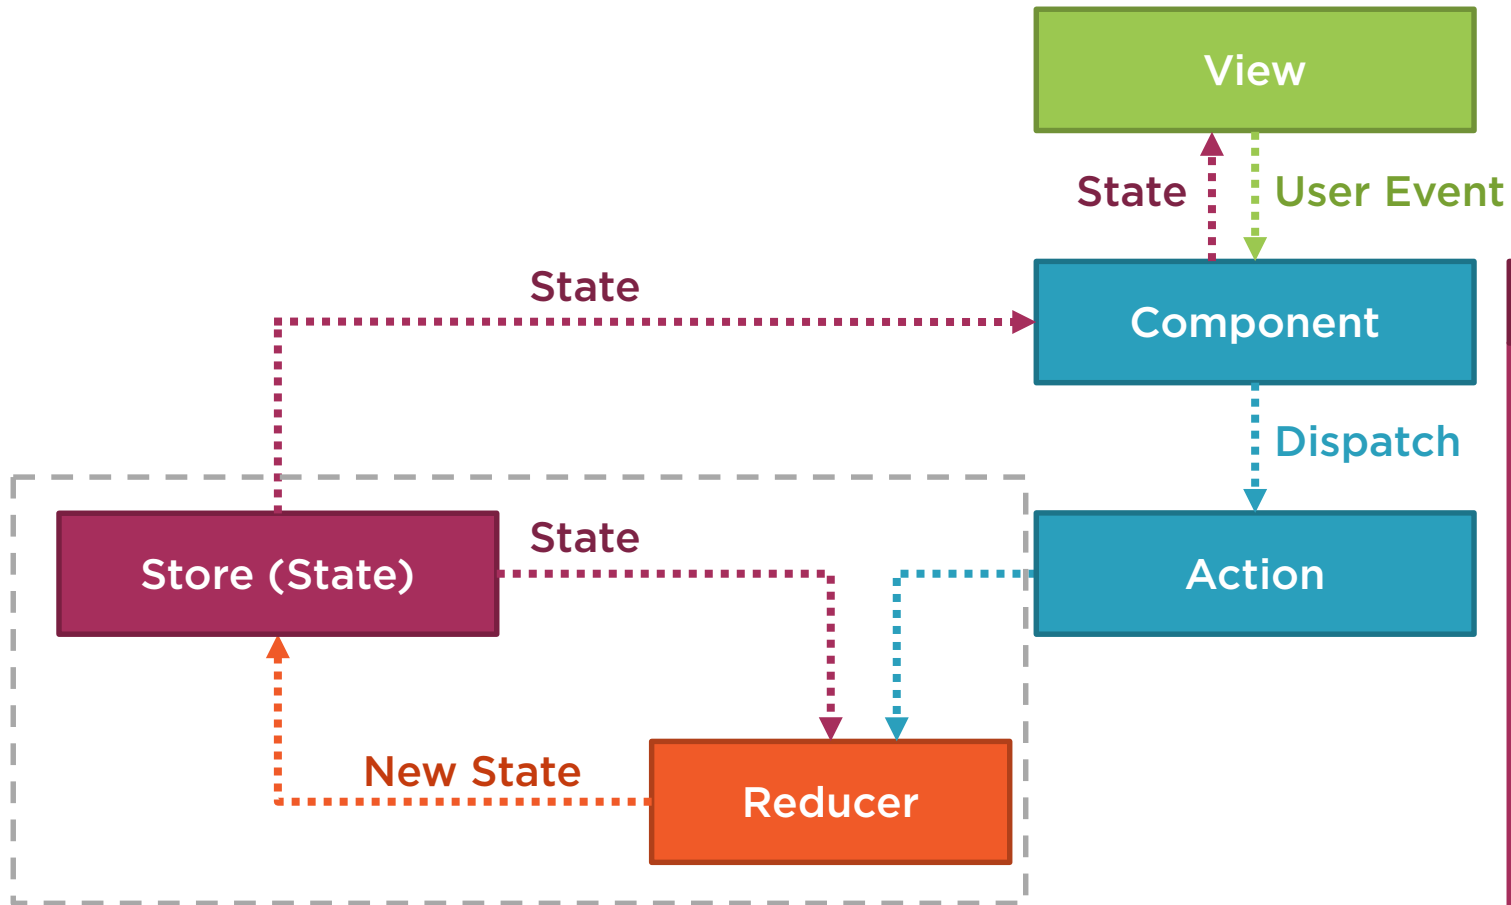 View
State
User Event
State
Component
Dispatch
Store (State)
State
Action
New State
Reducer